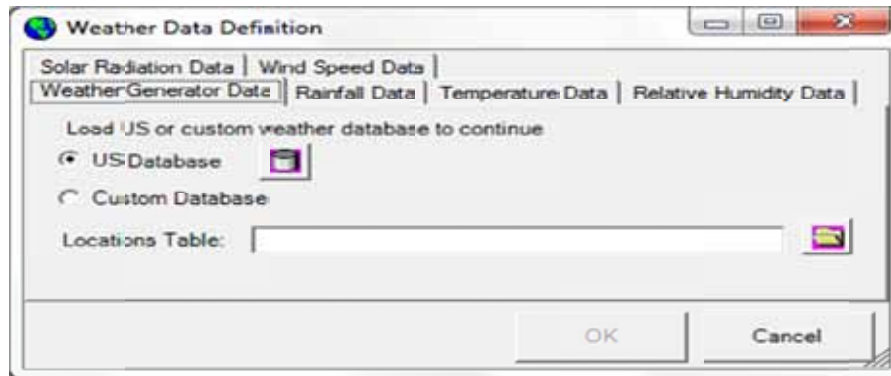 Weather Data Definition
Solar Radiation Data | Wind Speed Data
Weather Generator Data | Rainfall Data | Temperature Data | Relative Humidity Data
Load US or custom weather database to continue
US Database
Custom Database
Locations Table:
OK Cancel